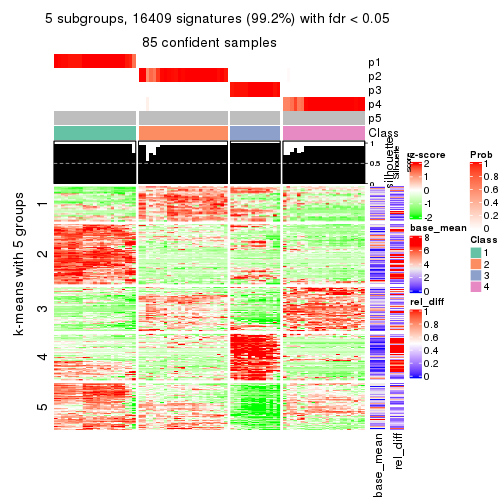 5 subgroups, 16409 signatures (99.2%) with fdr < 0.05
85 confident samples
p1
p2
p3
p4
p5
Class
1
0.5
0
silhouette
Silhouette
score
k-means with 5 groups
1
2
3
4
5
base_mean
rel_diff
z-score
2
1
0
-1
-2
base_mean
8
6
4
2
0
rel_diff
1
0.8
0.6
0.4
0.2
0
Prob
1
0.8
0.6
0.4
0.2
0
Class
1
2
3
4